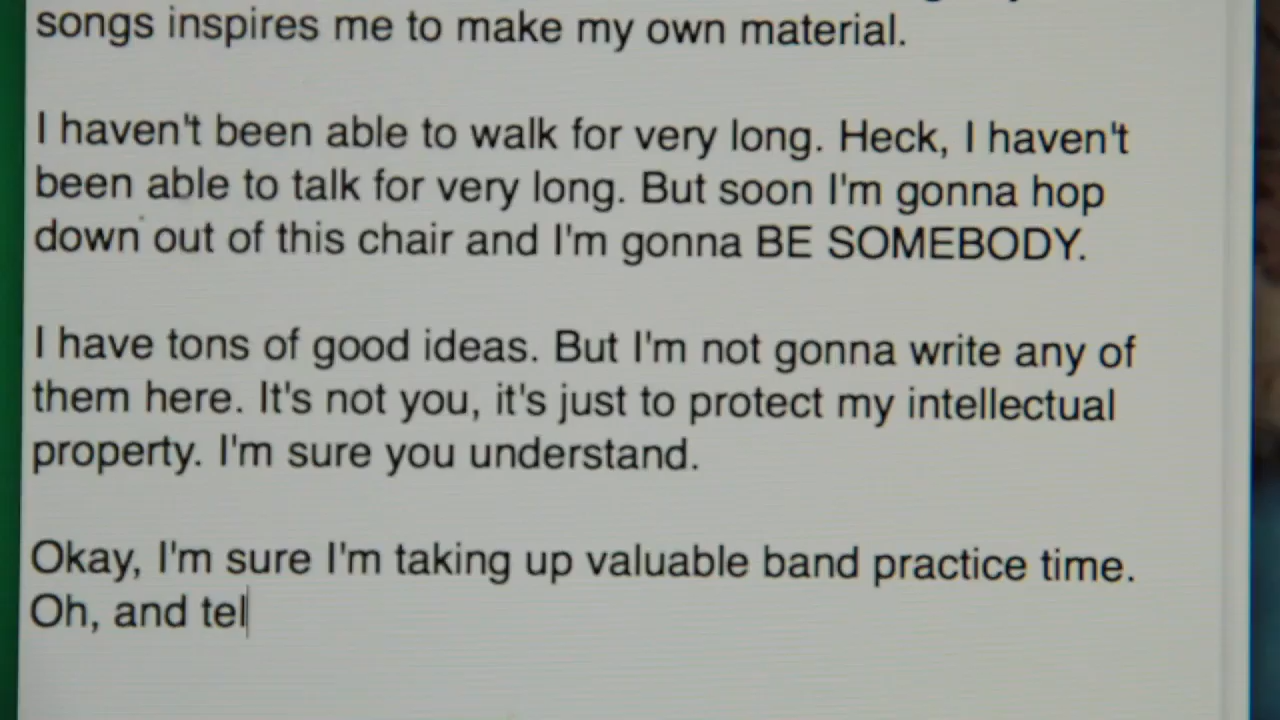 songs inspires me to make my own material.
I haven't been able to walk for very long. Heck, I haven't
been able to talk for very long. But soon I'm gonna hop
down out of this chair and I'm gonna BE SOMEBODY.
I have tons of good ideas. But I'm not gonna write any of
them here. It's not you, it's just to protect my intellectual
property. I'm sure you understand.
Okay, I'm sure I'm taking up valuable band practice time.
Oh, and tel